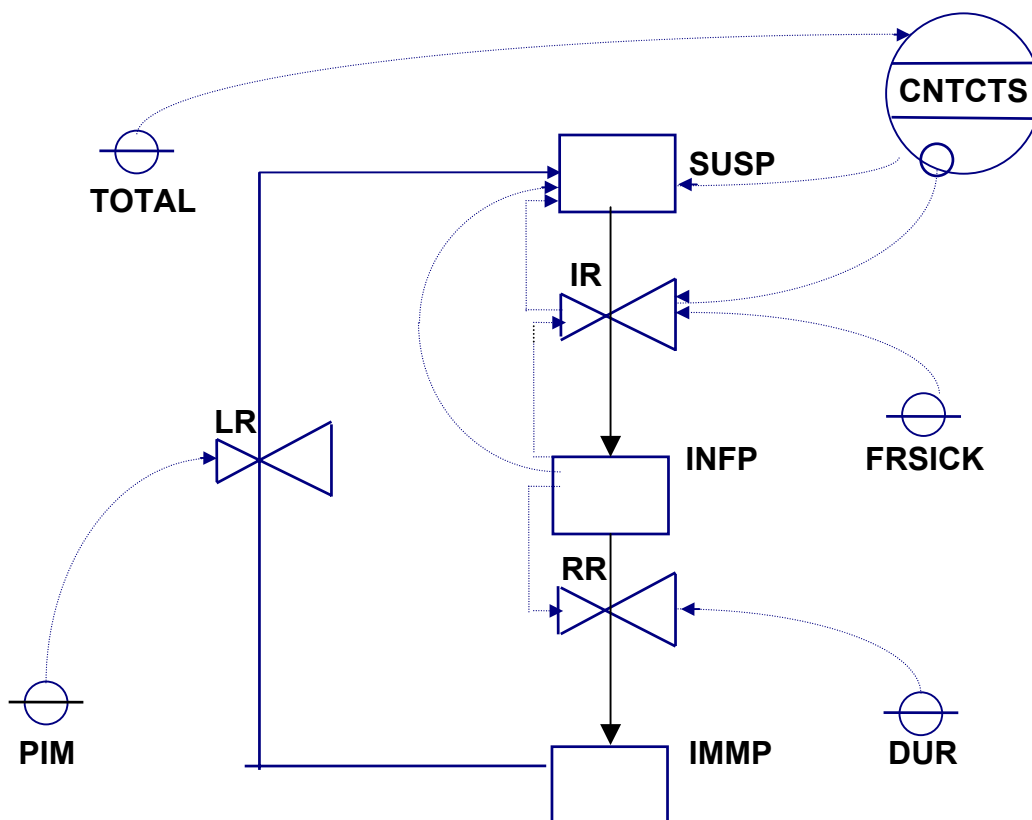 CNTCTS
SUSP
TOTAL
IR
LR
INFP
FRSICK
RR
PIM
IMMP
DUR